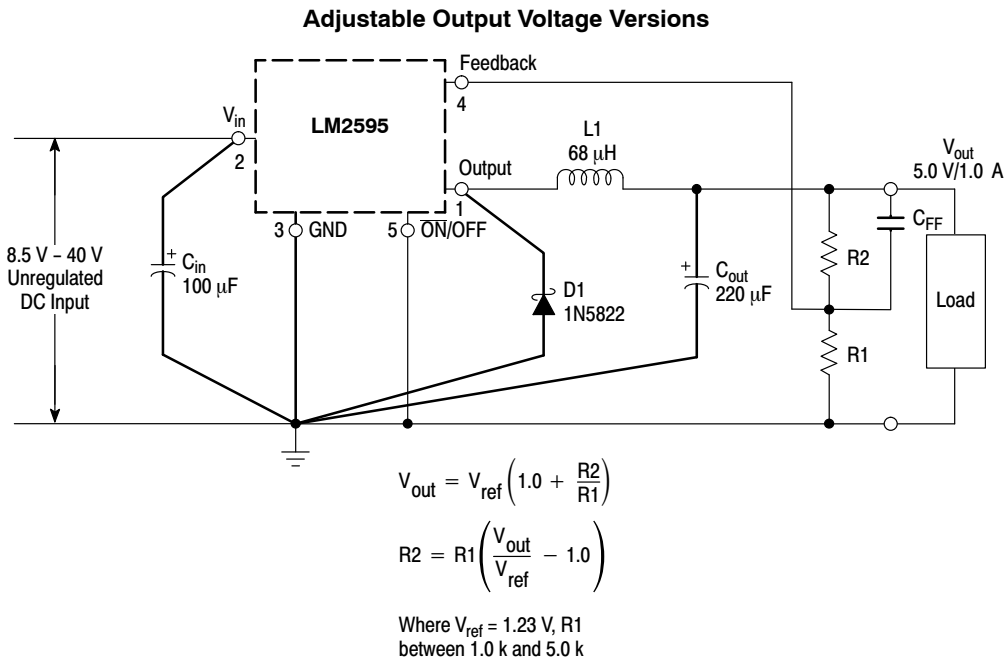 Adjustable Output Voltage Versions
Feedback
4
V_in
2
LM2595
Output
1
L1
68 μH
V_out
5.0 V/1.0 A
3
GND
5
O̅N̅/OFF
C_FF
8.5 V – 40 V
Unregulated
DC Input
+
C_in
100 μF
D1
1N5822
+
C_out
220 μF
R2
Load
R1
V_out = V_ref (1.0 + R2/R1)
R2 = R1 (V_out/V_ref – 1.0)
Where V_ref = 1.23 V, R1
between 1.0 k and 5.0 k